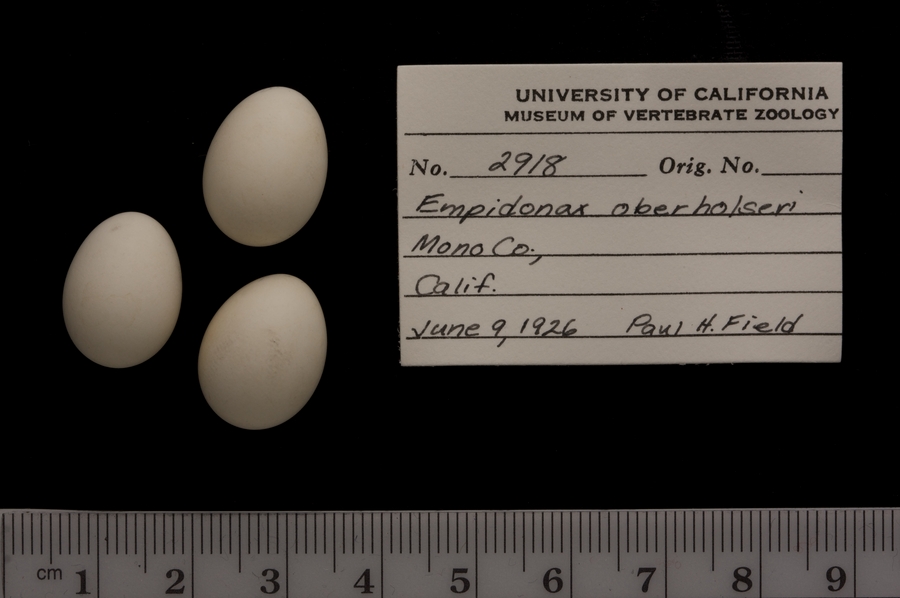 UNIVERSITY OF CALIFORNIA
MUSEUM OF VERTEBRATE ZOOLOGY
No. 2918 Orig. No.
Empidonax oberholseri
Mono Co.,
Calif.
June 9, 1926 Paul H. Field
cm 1 2 3 4 5 6 7 8 9